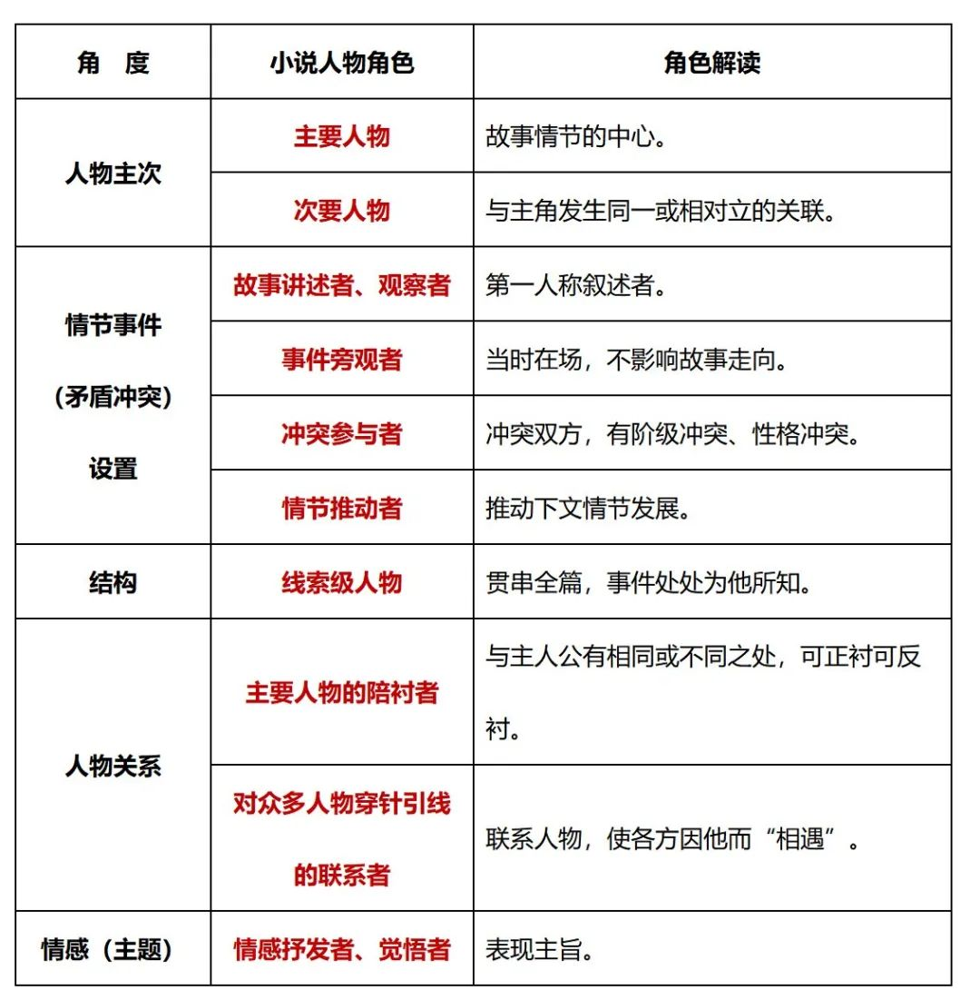 角 度 小说人物角色 角色解读
人物主次
主要人物 故事情节的中心。
次要人物 与主角发生同一或相对立的关联。
情节事件
（矛盾冲突）
设置
故事讲述者、观察者 第一人称叙述者。
事件旁观者 当时在场，不影响故事走向。
冲突参与者 冲突双方，有阶级冲突、性格冲突。
情节推动者 推动下文情节发展。
结构 线索级人物 贯串全篇，事件处处为他所知。
人物关系
主要人物的陪衬者
与主人公有相同或不同之处，可正衬可反
衬。
对众多人物穿针引线
的联系者
联系人物，使各方因他而“相遇”。
情感（主题） 情感抒发者、觉悟者 表现主旨。